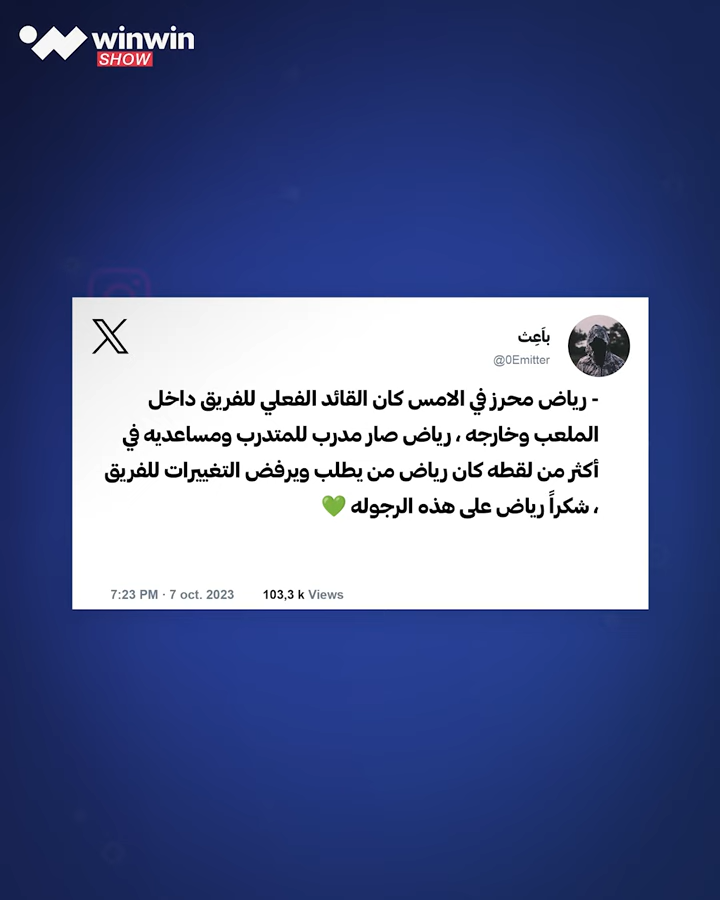 winwin
SHOW
بآعِث
@0Emitter
- رياض محرز في الامس كان القائد الفعلي للفريق داخل
الملعب وخارجه ، رياض صار مدرب للمتدرب ومساعديه في
أكثر من لقطه كان رياض من يطلب ويرفض التغييرات للفريق
، شكراً رياض على هذه الرجوله 💚
7:23 PM · 7 oct. 2023 103,3 k Views